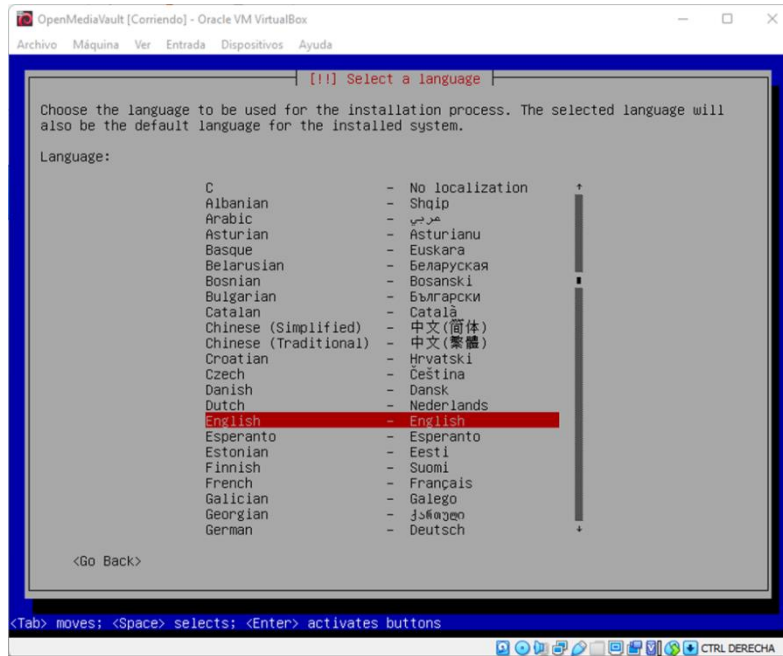 OpenMediaVault [Corriendo] - Oracle VM VirtualBox
Archivo Máquina Ver Entrada Dispositivos Ayuda
[!!] Select a language
Choose the language to be used for the installation process. The selected language will
also be the default language for the installed system.
Language:
C - No localization
Albanian - Shqip
Arabic - عربي
Asturian - Asturianu
Basque - Euskara
Belarusian - Беларуская
Bosnian - Bosanski
Bulgarian - Български
Catalan - Català
Chinese (Simplified) - 中文(简体)
Chinese (Traditional) - 中文(繁體)
Croatian - Hrvatski
Czech - Čeština
Danish - Dansk
Dutch - Nederlands
English - English
Esperanto - Esperanto
Estonian - Eesti
Finnish - Suomi
French - Français
Galician - Galego
Georgian - ქართული
German - Deutsch
<Go Back>
<Tab> moves; <Space> selects; <Enter> activates buttons
CTRL DERECHA